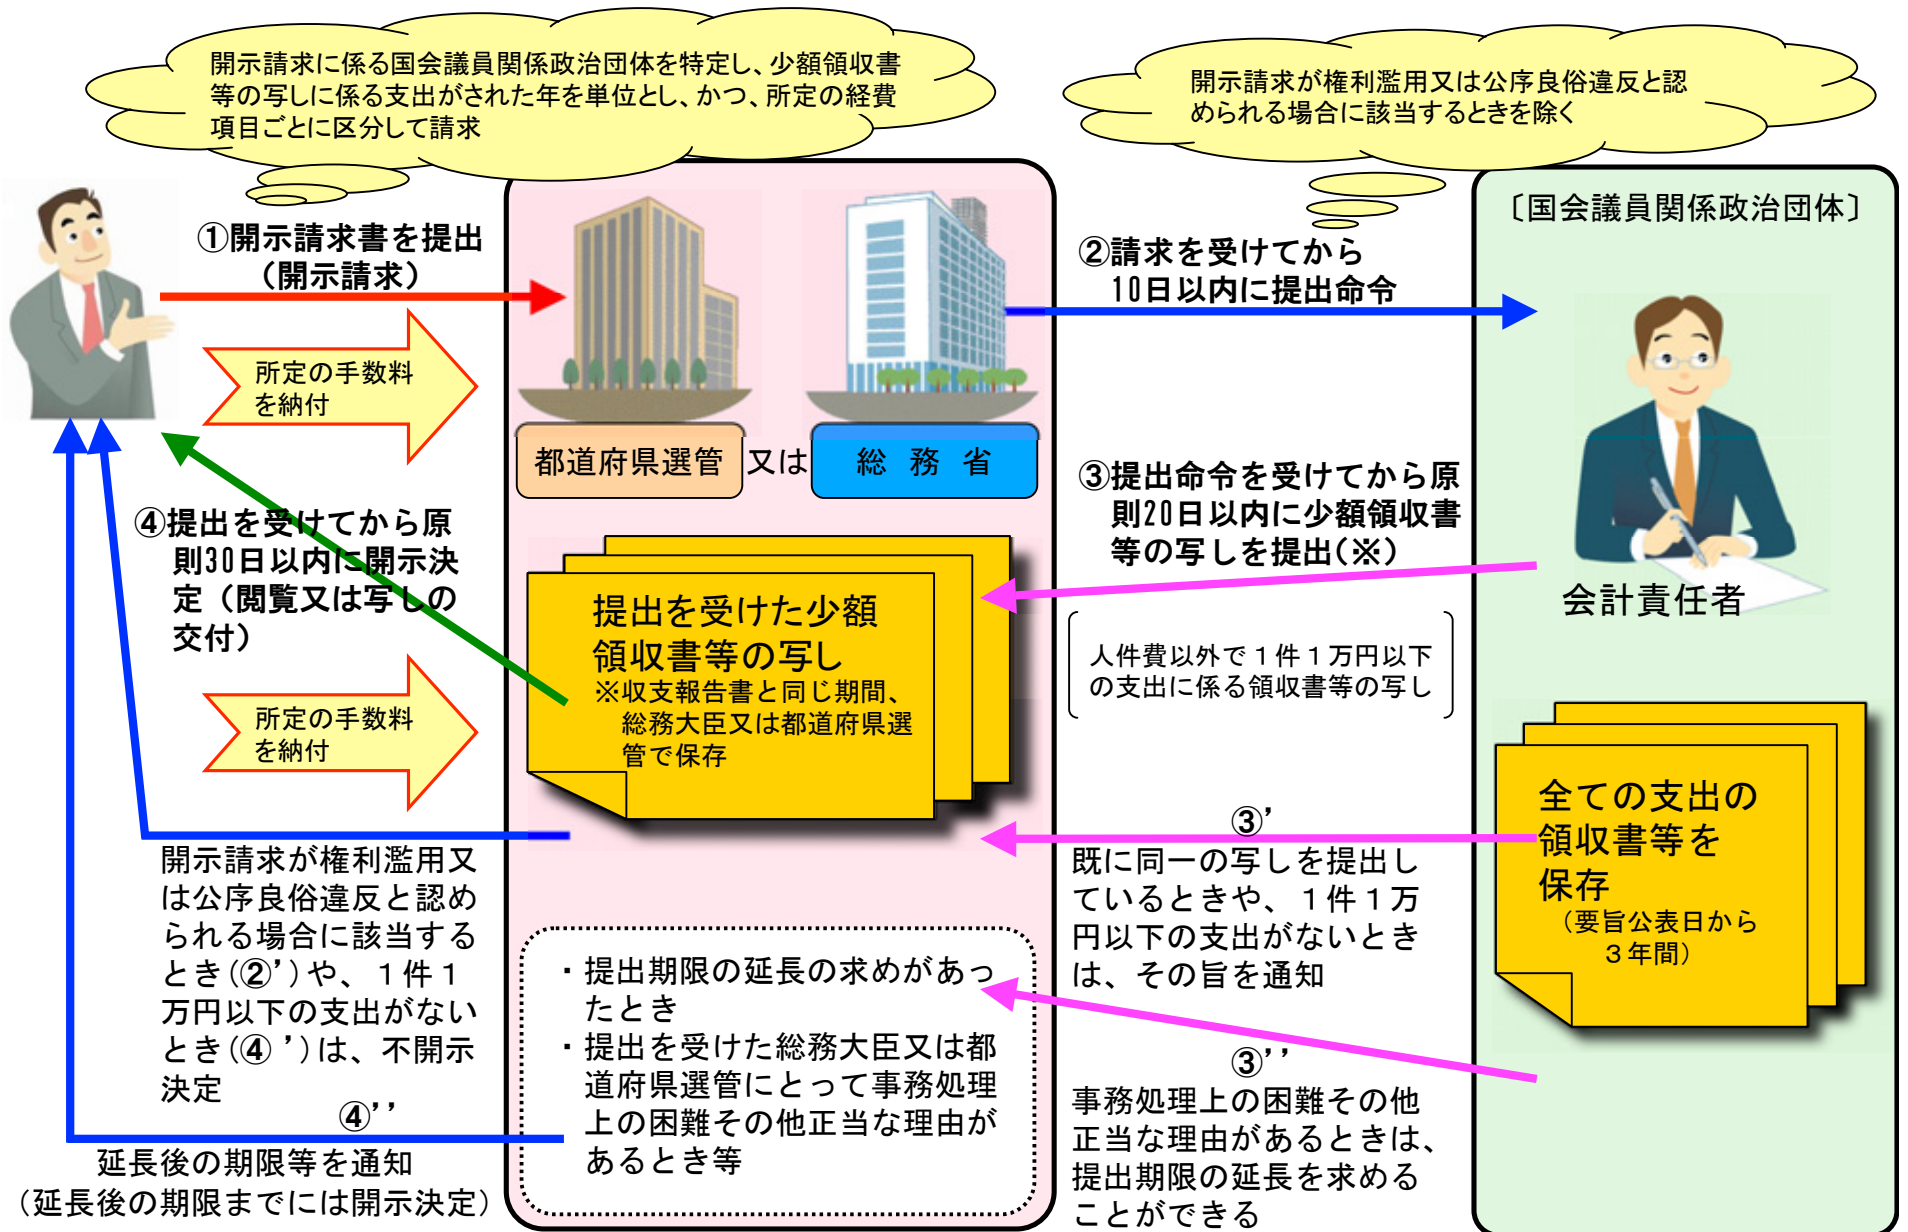 開示請求に係る国会議員関係政治団体を特定し、少額領収書
等の写しに係る支出がされた年を単位とし、かつ、所定の経費
項目ごとに区分して請求
開示請求が権利濫用又は公序良俗違反と認
められる場合に該当するときを除く
①開示請求書を提出
（開示請求）
所定の手数料
を納付
都道府県選管
又は
総 務 省
②請求を受けてから
10日以内に提出命令
〔国会議員関係政治団体〕
会計責任者
③提出命令を受けてから原
則20日以内に少額領収書
等の写しを提出(※)
人件費以外で１件１万円以下
の支出に係る領収書等の写し
④提出を受けてから原
則30日以内に開示決
定（閲覧又は写しの
交付）
所定の手数料
を納付
提出を受けた少額
領収書等の写し
※収支報告書と同じ期間、
総務大臣又は都道府県選
管で保存
全ての支出の
領収書等を
保存
（要旨公表日から
３年間）
③’
既に同一の写しを提出し
ているときや、１件１万
円以下の支出がないとき
は、その旨を通知
開示請求が権利濫用又
は公序良俗違反と認め
られる場合に該当する
とき(②’)や、１件１
万円以下の支出がない
とき(④ ’)は、不開示
決定
・提出期限の延長の求めがあっ
たとき
・提出を受けた総務大臣又は都
道府県選管にとって事務処理
上の困難その他正当な理由が
あるとき等
③’’
事務処理上の困難その他
正当な理由があるときは、
提出期限の延長を求める
ことができる
④’’
延長後の期限等を通知
（延長後の期限までには開示決定）